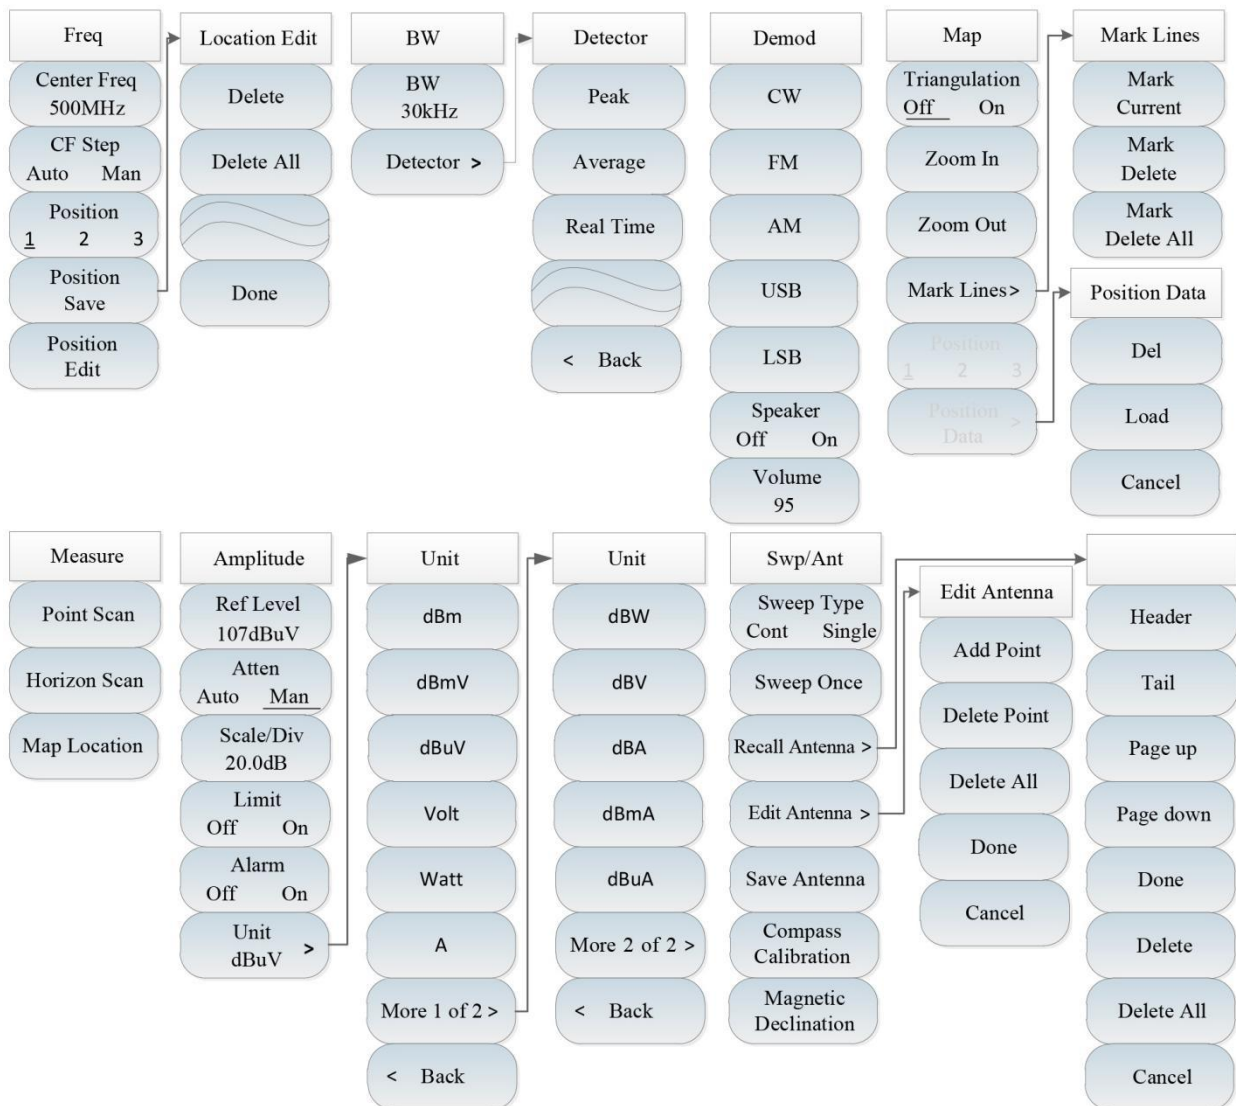 Freq
Center Freq
500MHz
CF Step
Auto Man
Position
1 2 3
Position
Save
Position
Edit
Location Edit
Delete
Delete All
Done
BW
BW
30kHz
Detector >
Detector
Peak
Average
Real Time
< Back
Demod
CW
FM
AM
USB
LSB
Speaker
Off On
Volume
95
Map
Triangulation
Off On
Zoom In
Zoom Out
Mark Lines>
Position
1 2 3
Position
Data >
Mark Lines
Mark
Current
Mark
Delete
Mark
Delete All
Position Data
Del
Load
Cancel
Measure
Point Scan
Horizon Scan
Map Location
Amplitude
Ref Level
107dBuV
Atten
Auto Man
Scale/Div
20.0dB
Limit
Off On
Alarm
Off On
Unit
dBuV >
Unit
dBm
dBmV
dBuV
Volt
Watt
A
More 1 of 2 >
< Back
Unit
dBW
dBV
dBA
dBmA
dBuA
More 2 of 2 >
< Back
Swp/Ant
Sweep Type
Cont Single
Sweep Once
Recall Antenna >
Edit Antenna >
Save Antenna
Compass
Calibration
Magnetic
Declination
Edit Antenna
Add Point
Delete Point
Delete All
Done
Cancel
Header
Tail
Page up
Page down
Done
Delete
Delete All
Cancel